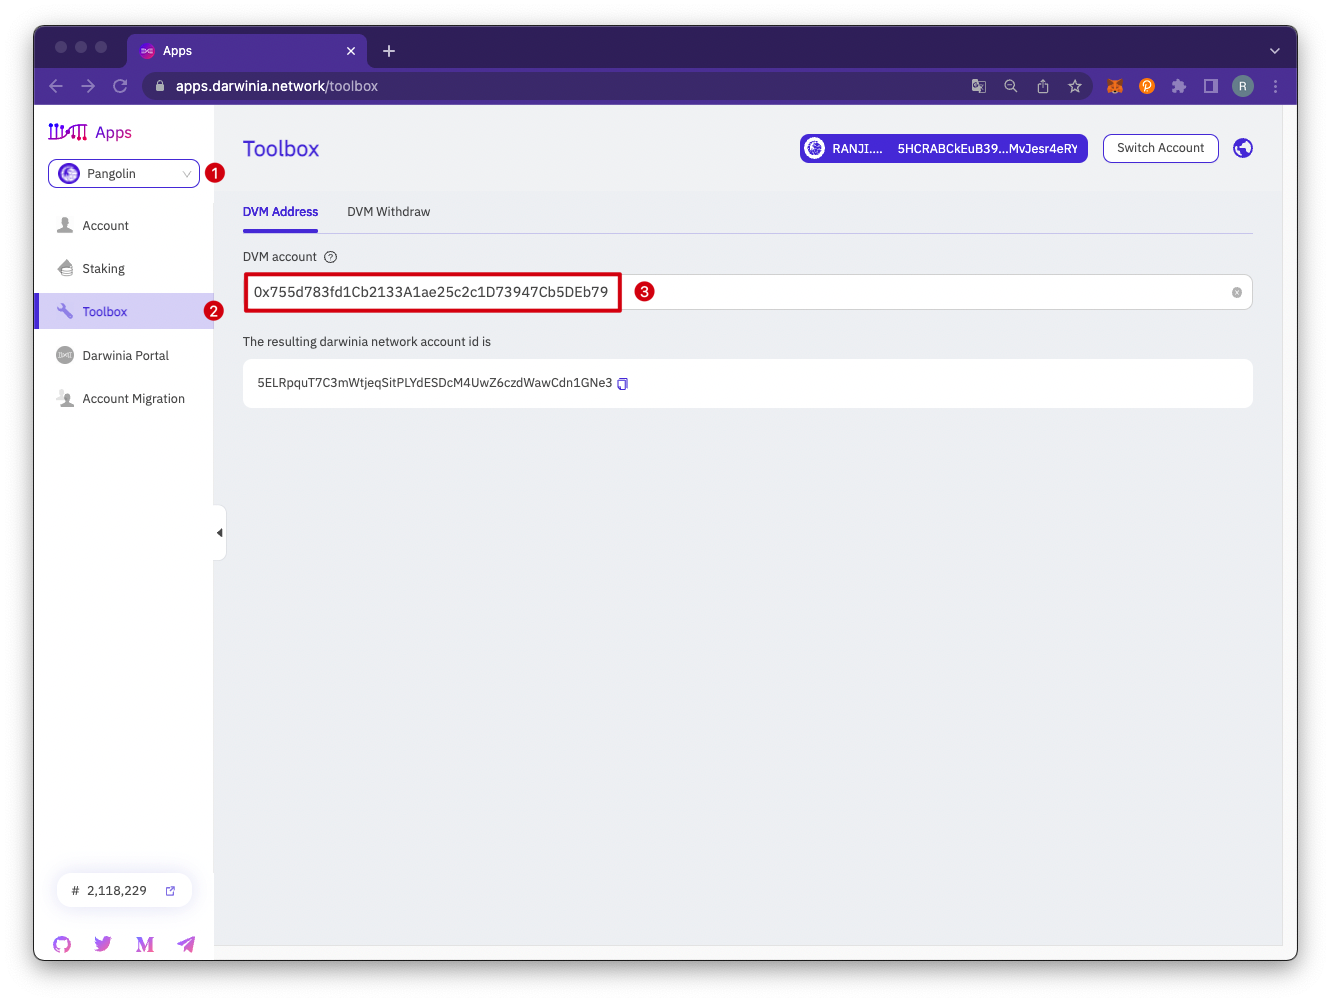 Apps
apps.darwinia.network/toolbox
R
Apps
Pangolin
1
Toolbox
RANJI.... 5HCRABCkEuB39...MvJesr4eRY
Switch Account
Account
Staking
Toolbox
2
Darwinia Portal
Account Migration
DVM Address
DVM Withdraw
DVM account
0x755d783fd1Cb2133A1ae25c2c1D73947Cb5DEb79
3
The resulting darwinia network account id is
5ELRpquT7C3mWtjeqSitPLYdESDcM4UwZ6czdWawCdn1GNe3
# 2,118,229